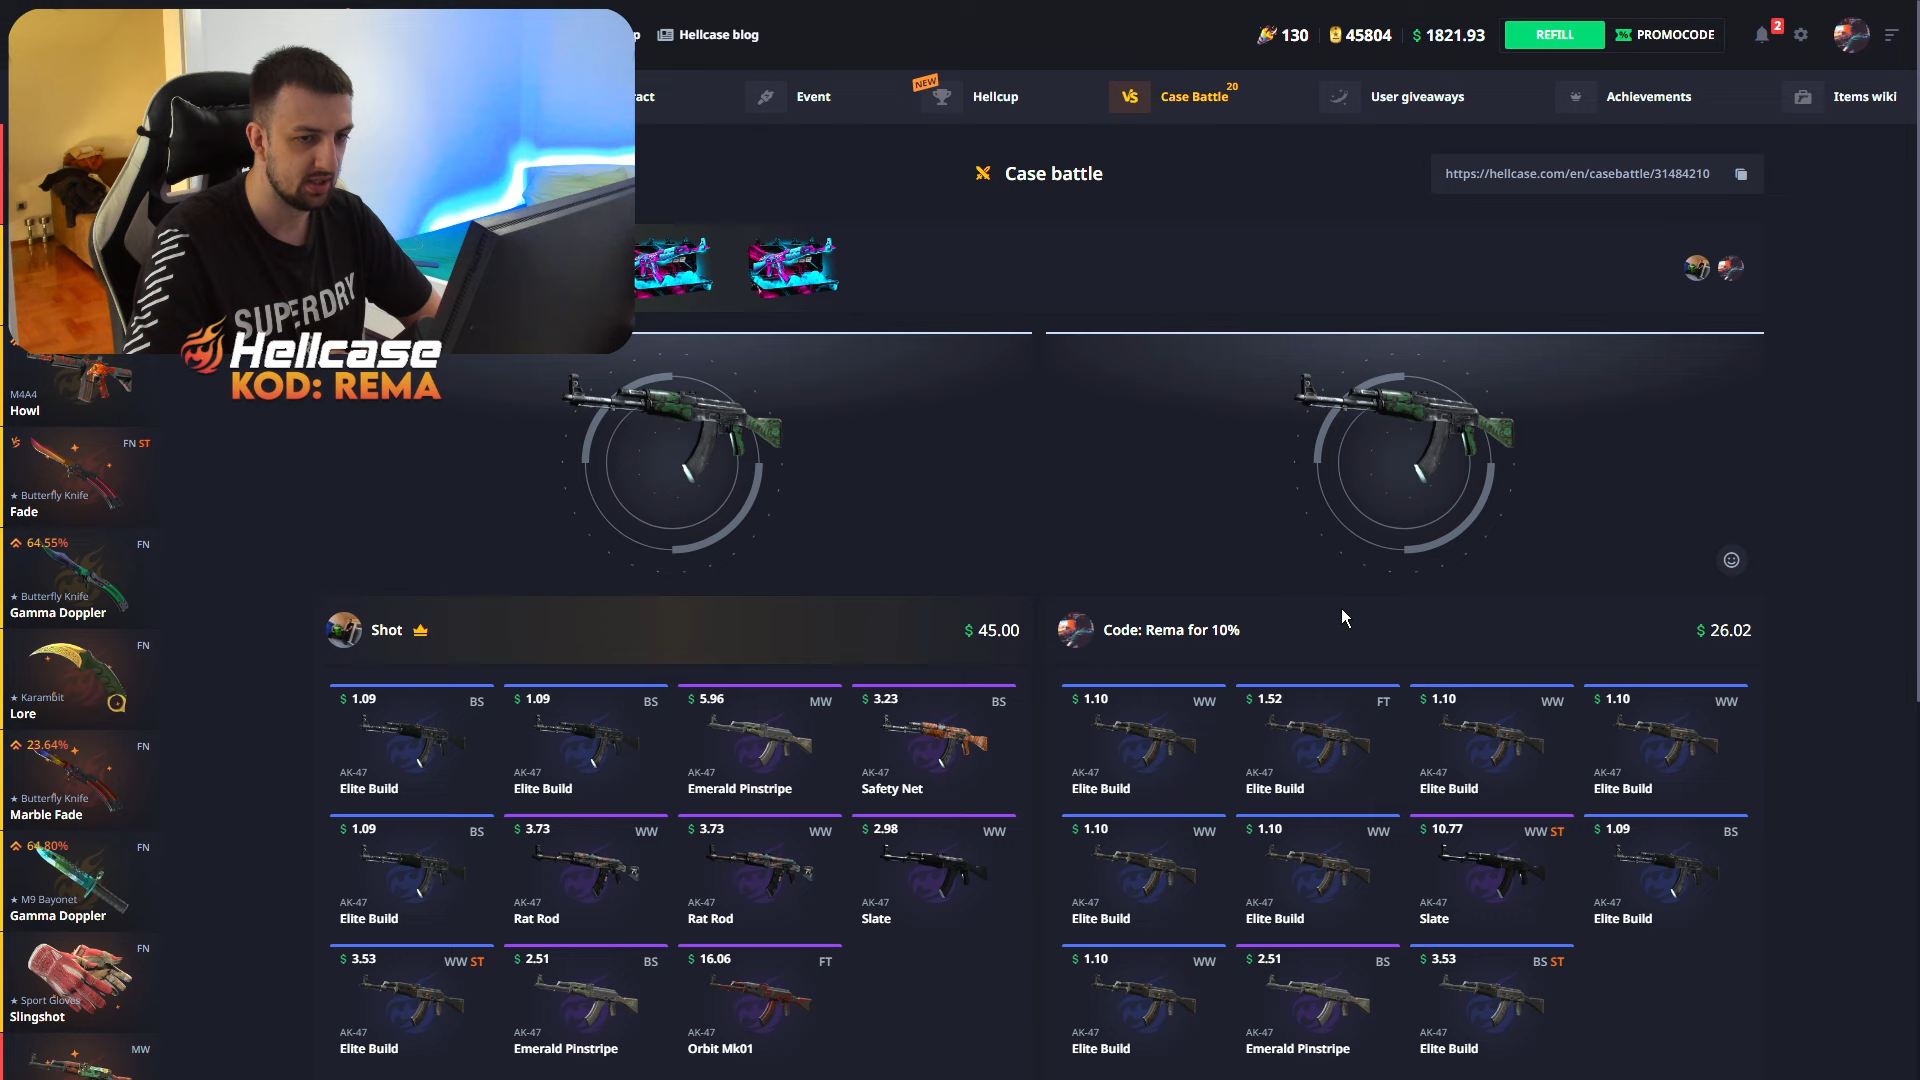 p
Hellcase blog
130
45804
$ 1821.93
REFILL
PROMOCODE
2
ract
Event
NEW
Hellcup
VS
Case Battle
20
User giveaways
Achievements
Items wiki
Case battle
https://hellcase.com/en/casebattle/31484210
SUPERDRY
Hellcase
KOD: REMA
M4A4
Howl
FN ST
★ Butterfly Knife
Fade
64.55%
FN
★ Butterfly Knife
Gamma Doppler
FN
★ Karambit
Lore
23.64%
FN
★ Butterfly Knife
Marble Fade
64.80%
FN
★ M9 Bayonet
Gamma Doppler
FN
★ Sport Gloves
Slingshot
MW
Shot
$ 45.00
$ 1.09 BS
AK-47
Elite Build
$ 1.09 BS
AK-47
Elite Build
$ 5.96 MW
AK-47
Emerald Pinstripe
$ 3.23 BS
AK-47
Safety Net
$ 1.09 BS
AK-47
Elite Build
$ 3.73 WW
AK-47
Rat Rod
$ 3.73 WW
AK-47
Rat Rod
$ 2.98 WW
AK-47
Slate
$ 3.53 WW ST
AK-47
Elite Build
$ 2.51 BS
AK-47
Emerald Pinstripe
$ 16.06 FT
AK-47
Orbit Mk01
Code: Rema for 10%
$ 26.02
$ 1.10 WW
AK-47
Elite Build
$ 1.52 FT
AK-47
Elite Build
$ 1.10 WW
AK-47
Elite Build
$ 1.10 WW
AK-47
Elite Build
$ 1.10 WW
AK-47
Elite Build
$ 1.10 WW
AK-47
Elite Build
$ 10.77 WW ST
AK-47
Slate
$ 1.09 BS
AK-47
Elite Build
$ 1.10 WW
AK-47
Elite Build
$ 2.51 BS
AK-47
Emerald Pinstripe
$ 3.53 BS ST
AK-47
Elite Build